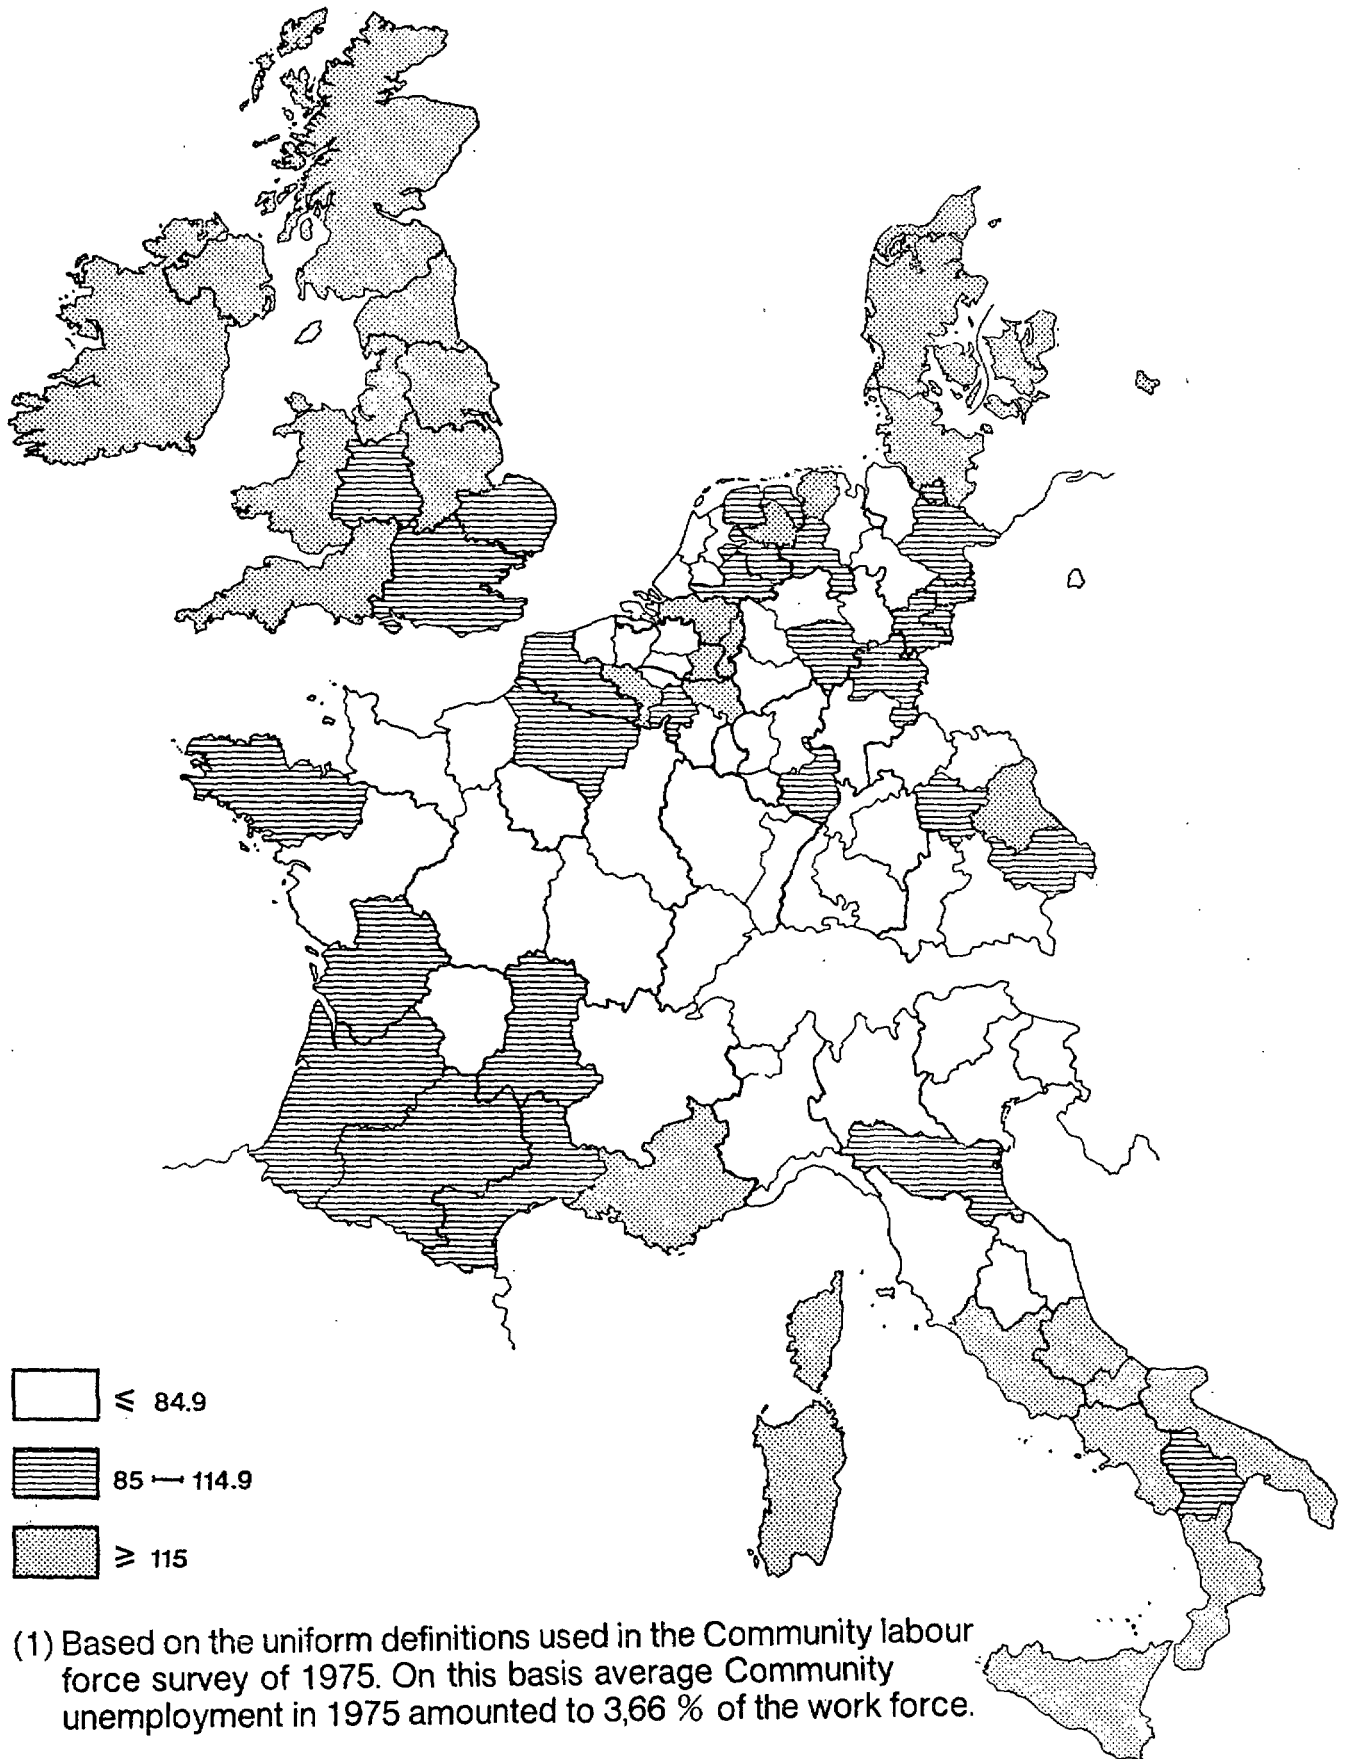 ≤ 84.9
85 — 114.9
≥ 115
(1) Based on the uniform definitions used in the Community labour
force survey of 1975. On this basis average Community
unemployment in 1975 amounted to 3,66 % of the work force.